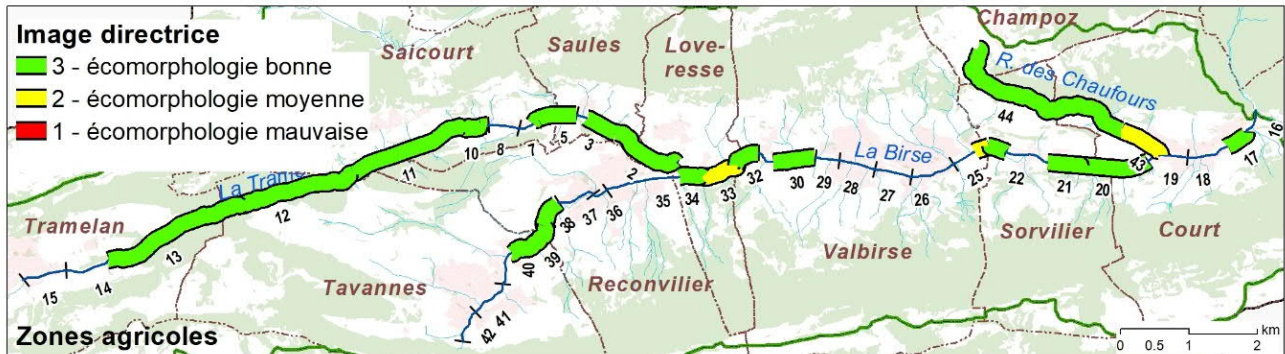 Image directrice
3 - écomorphologie bonne
2 - écomorphologie moyenne
1 - écomorphologie mauvaise
Saicourt
Saules
Love-
resse
Champoz
R. des Chaufours
La Birse
Tramelan
Tavannes
Reconvilier
Valbirse
Sorvilier
Court
15
14
13
12
11
10
8
7
5
3
2
42
41
40
39
38
37
36
35
34
33
32
30
29
28
27
26
25
22
21
20
43
44
19
18
17
16
Zones agricoles
km
0 0.5 1 2